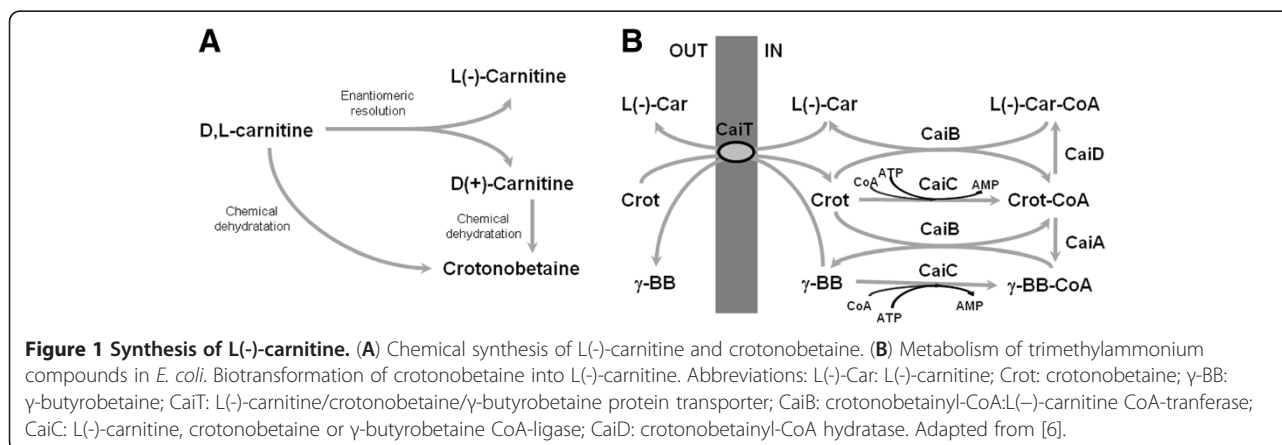 A
L(-)-Carnitine
Enantiomeric
resolution
D,L-carnitine
D(+)-Carnitine
Chemical
dehydratation
Chemical
dehydratation
Crotonobetaine
B
OUT IN
L(-)-Car L(-)-Car L(-)-Car-CoA
CaiT CaiB
CaiD
CoA ATP CaiC AMP
Crot Crot Crot-CoA
CaiB CaiA
CaiC
γ-BB γ-BB γ-BB-CoA
CoA ATP AMP
Figure 1 Synthesis of L(-)-carnitine. (A) Chemical synthesis of L(-)-carnitine and crotonobetaine. (B) Metabolism of trimethylammonium
compounds in E. coli. Biotransformation of crotonobetaine into L(-)-carnitine. Abbreviations: L(-)-Car: L(-)-carnitine; Crot: crotonobetaine; γ-BB:
γ-butyrobetaine; CaiT: L(-)-carnitine/crotonobetaine/γ-butyrobetaine protein transporter; CaiB: crotonobetainyl-CoA:L(−)-carnitine CoA-tranferase;
CaiC: L(-)-carnitine, crotonobetaine or γ-butyrobetaine CoA-ligase; CaiD: crotonobetainyl-CoA hydratase. Adapted from [6].